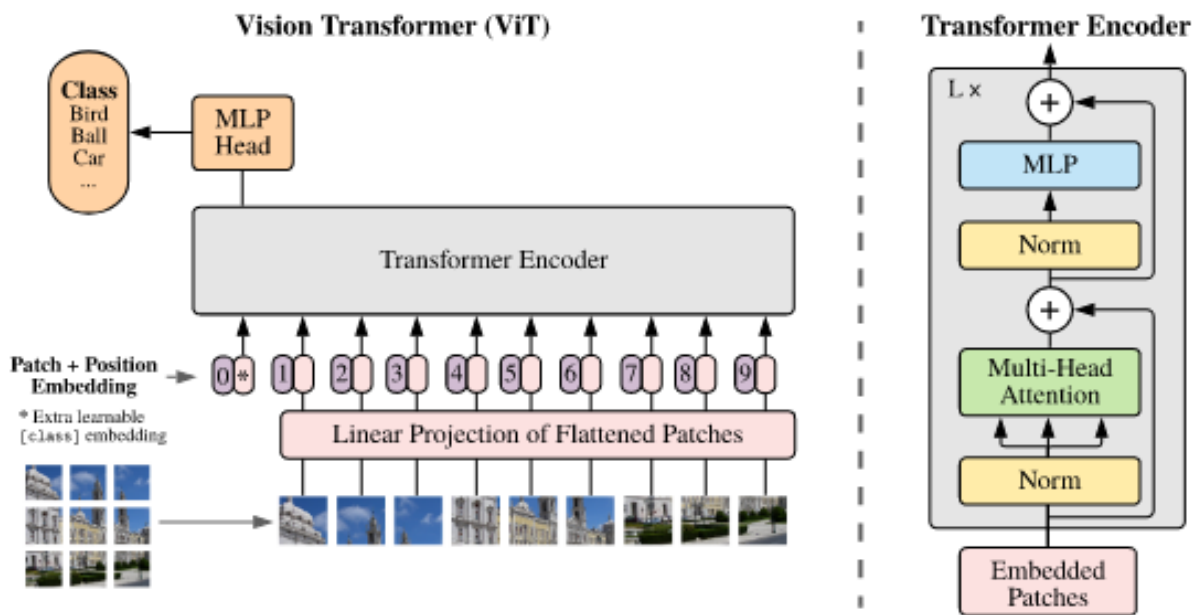 Vision Transformer (ViT)
Class
Bird
Ball
Car
...
MLP
Head
Transformer Encoder
Patch + Position
Embedding
0 * 1 2 3 4 5 6 7 8 9
* Extra learnable
[class] embedding
Linear Projection of Flattened Patches
Transformer Encoder
L ×
+
MLP
Norm
+
Multi-Head
Attention
Norm
Embedded
Patches